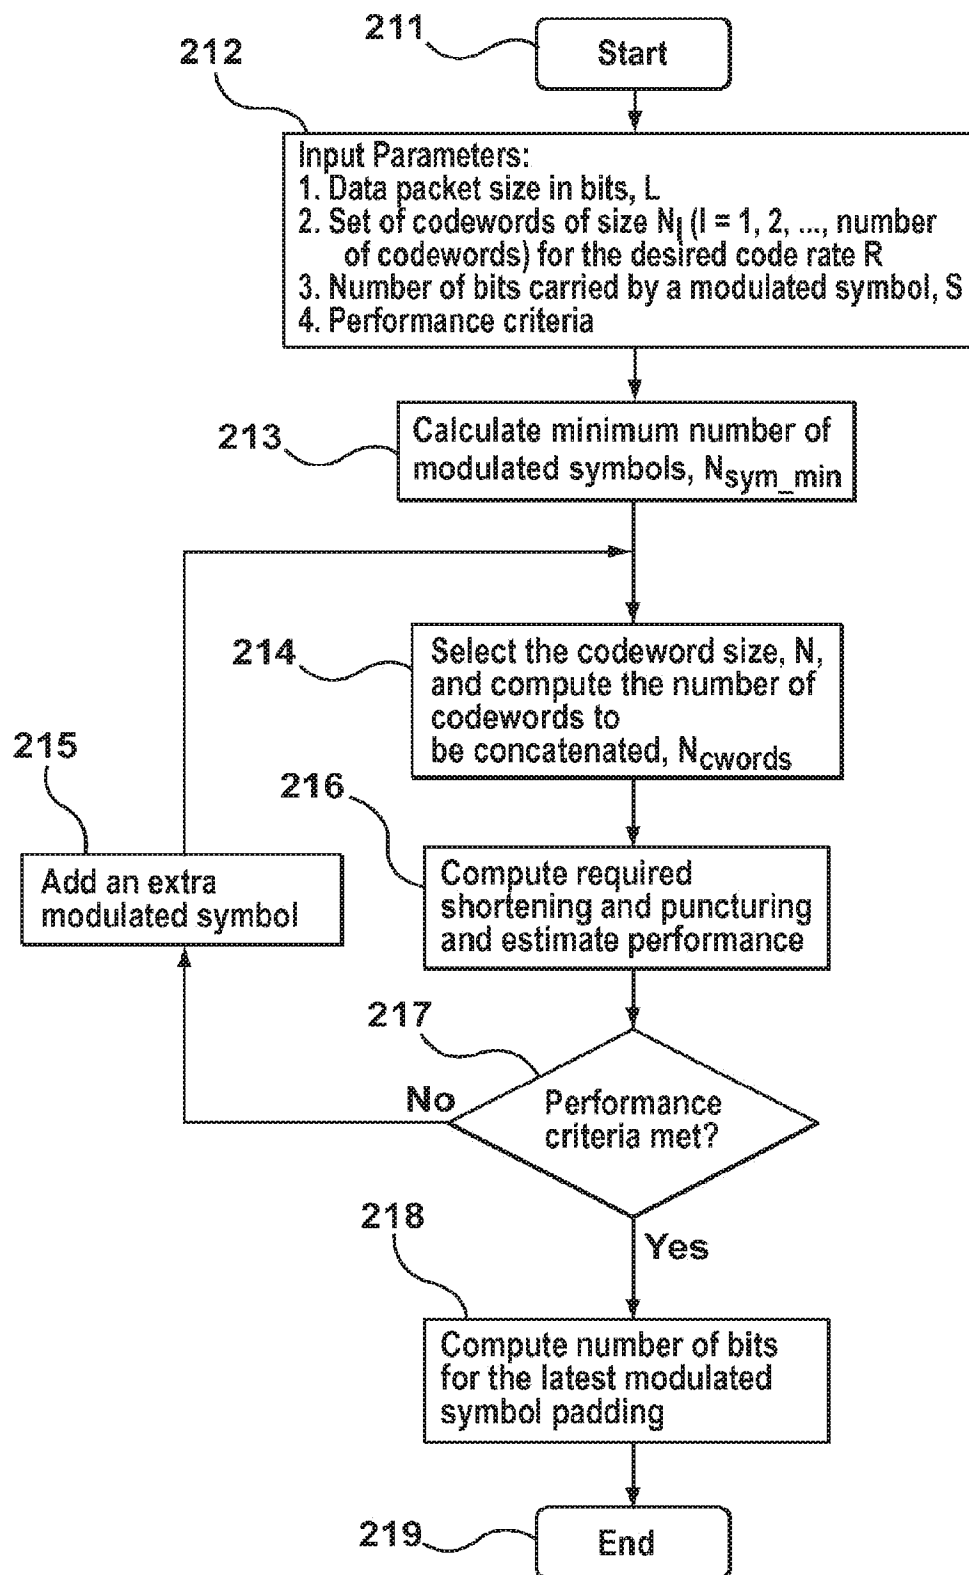 211
Start
212
Input Parameters:
1. Data packet size in bits, L
2. Set of codewords of size Nl (l = 1, 2, ..., number
of codewords) for the desired code rate R
3. Number of bits carried by a modulated symbol, S
4. Performance criteria
213
Calculate minimum number of
modulated symbols, Nsym_min
214
Select the codeword size, N,
and compute the number of
codewords to
be concatenated, Ncwords
215
Add an extra
modulated symbol
216
Compute required
shortening and puncturing
and estimate performance
217
No
Performance
criteria met?
218
Yes
Compute number of bits
for the latest modulated
symbol padding
219
End